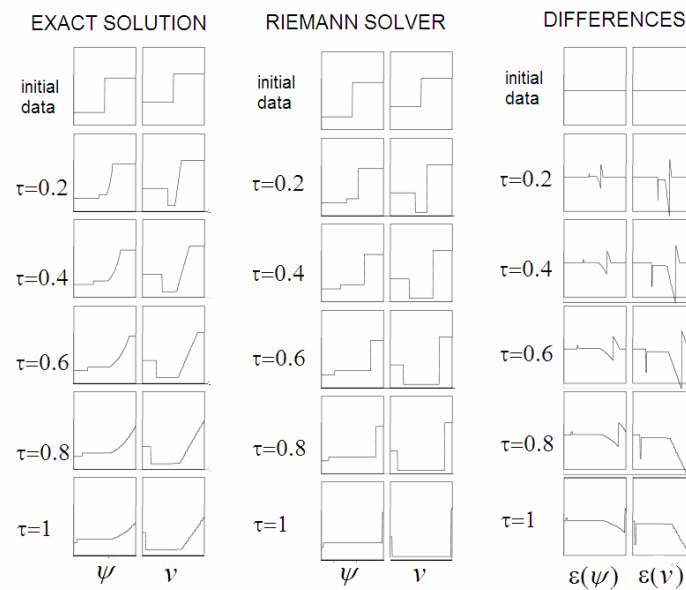 EXACT SOLUTION RIEMANN SOLVER DIFFERENCES
initial data initial data initial data
τ=0.2 τ=0.2 τ=0.2
τ=0.4 τ=0.4 τ=0.4
τ=0.6 τ=0.6 τ=0.6
τ=0.8 τ=0.8 τ=0.8
τ=1 τ=1 τ=1
ψ ν ψ ν ε(ψ) ε(ν)